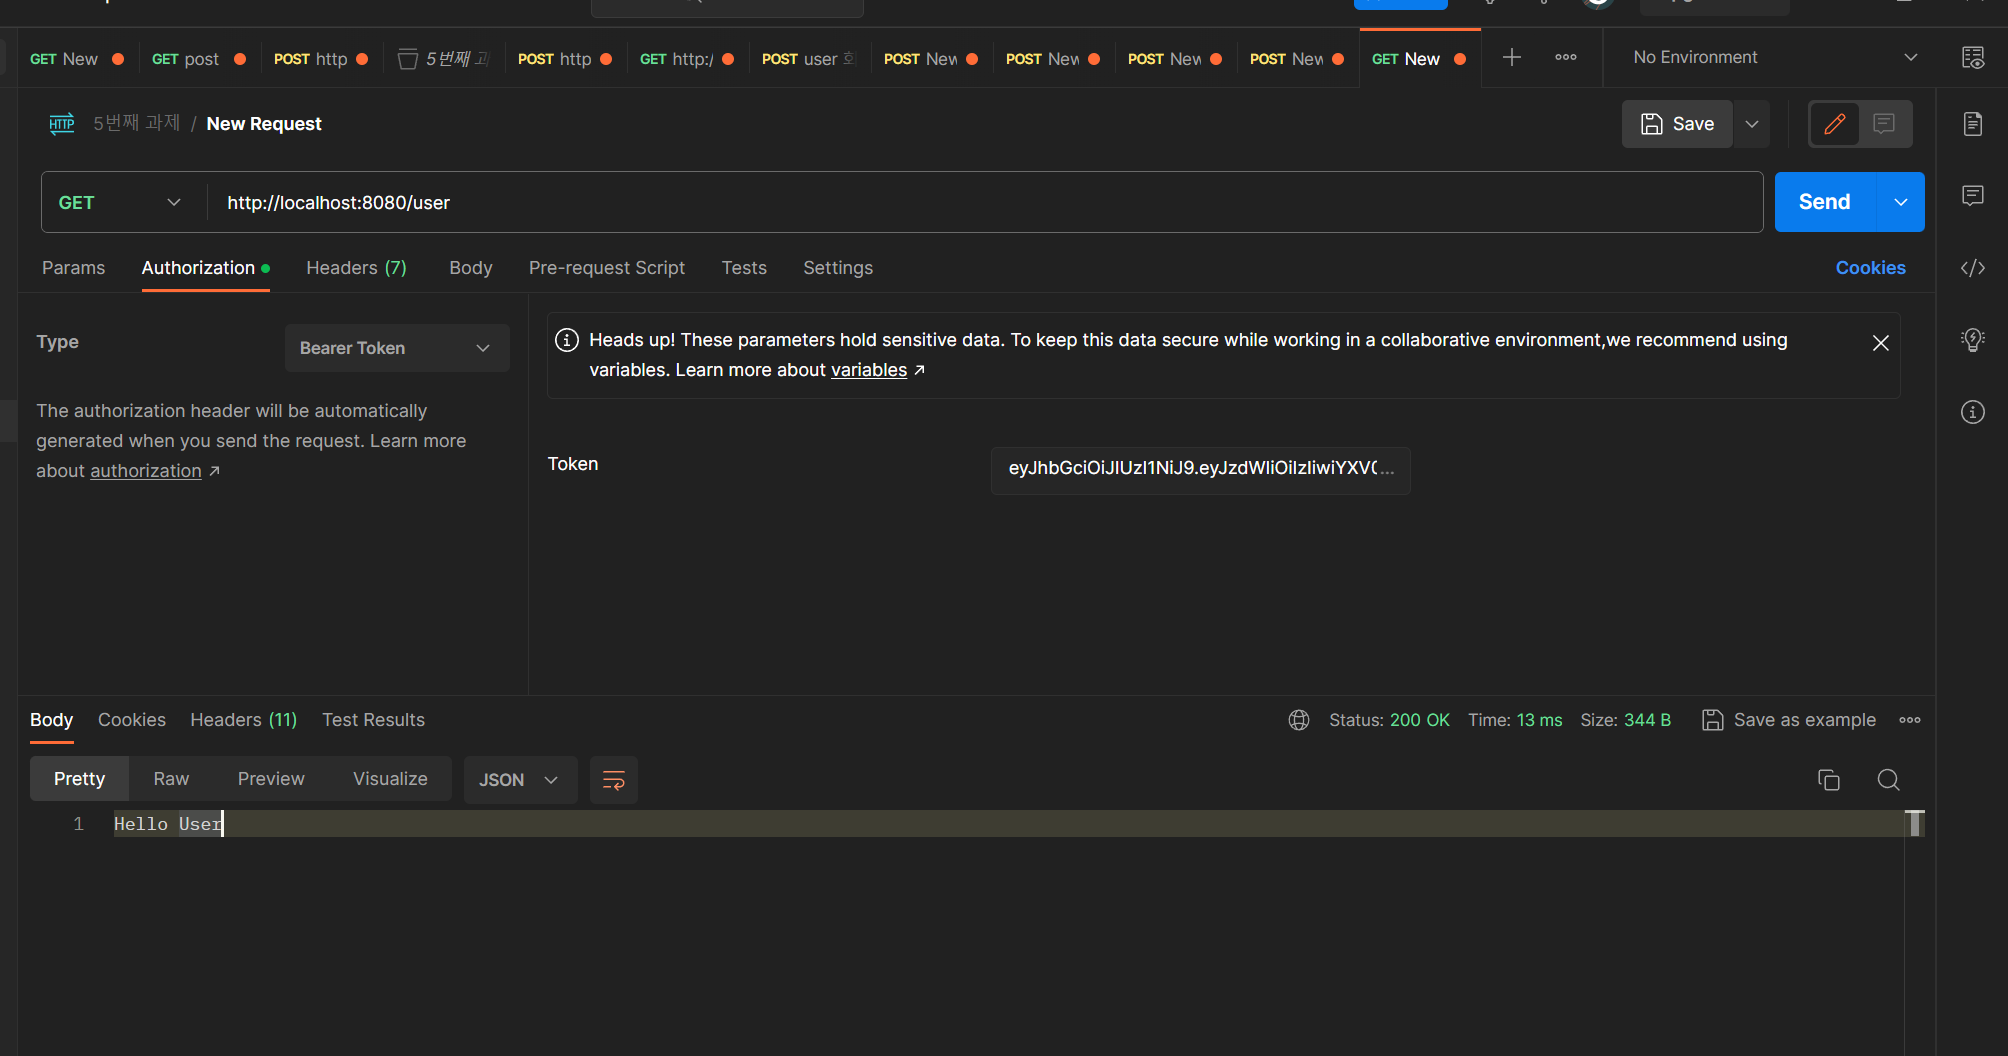 GET New
GET post
POST http
5번째 과
POST http
GET http:/
POST user
POST New
POST New
POST New
POST New
GET New
No Environment
HTTP 5번째 과제 / New Request
Save
GET http://localhost:8080/user
Send
Params Authorization Headers (7) Body Pre-request Script Tests Settings
Cookies
Type
Bearer Token
The authorization header will be automatically
generated when you send the request. Learn more
about authorization ↗
Heads up! These parameters hold sensitive data. To keep this data secure while working in a collaborative environment,we recommend using
variables. Learn more about variables ↗
Token
eyJhbGciOiJIUzI1NiJ9.eyJzdWIiOiIzIiwiYXV0...
Body Cookies Headers (11) Test Results
Status: 200 OK Time: 13 ms Size: 344 B
Save as example
Pretty Raw Preview Visualize
JSON
1 Hello User